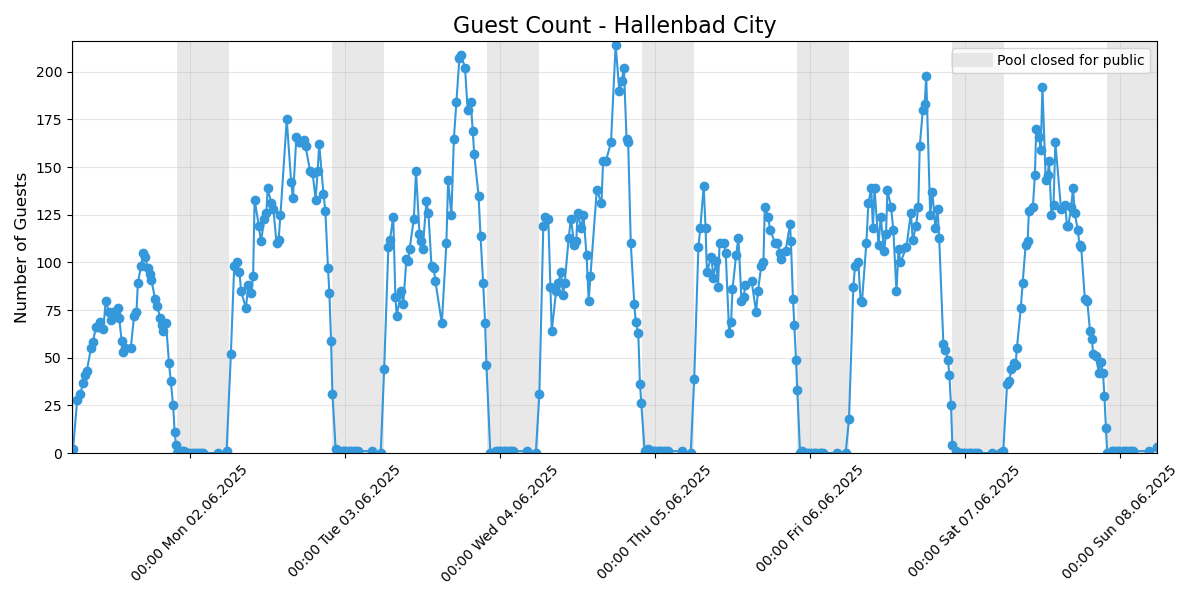 Guest Count - Hallenbad City
Pool closed for public
Number of Guests
200
175
150
125
100
75
50
25
0
00:00 Mon 02.06.2025
00:00 Tue 03.06.2025
00:00 Wed 04.06.2025
00:00 Thu 05.06.2025
00:00 Fri 06.06.2025
00:00 Sat 07.06.2025
00:00 Sun 08.06.2025